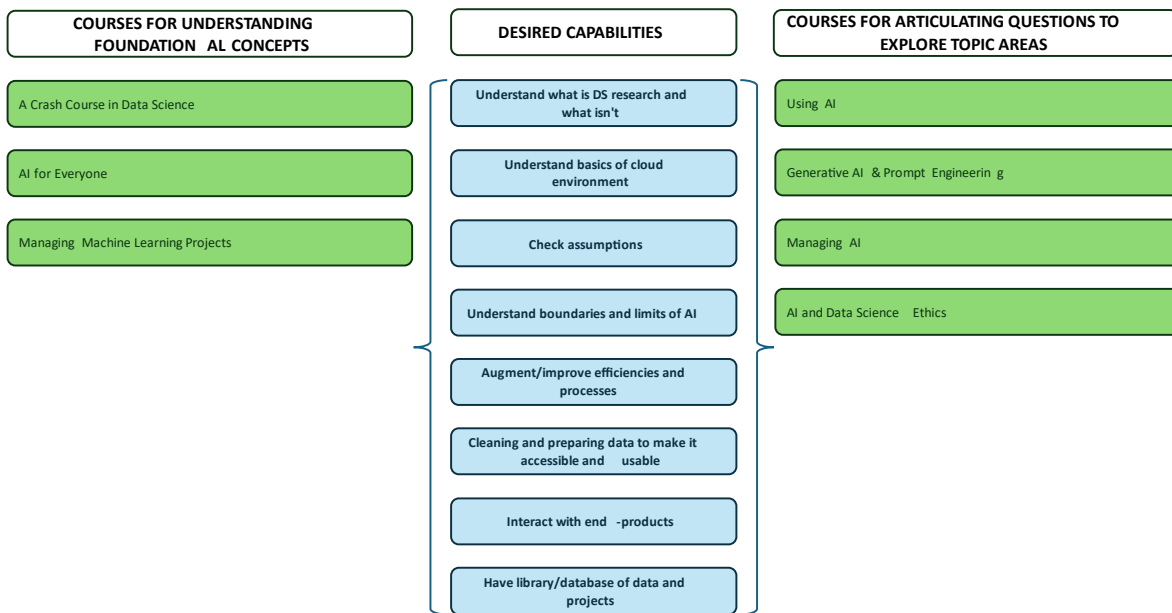 COURSES FOR UNDERSTANDING
FOUNDATION AL CONCEPTS
A Crash Course in Data Science
AI for Everyone
Managing Machine Learning Projects
DESIRED CAPABILITIES
Understand what is DS research and
what isn't
Understand basics of cloud
environment
Check assumptions
Understand boundaries and limits of AI
Augment/improve efficiencies and
processes
Cleaning and preparing data to make it
accessible and usable
Interact with end -products
Have library/database of data and
projects
COURSES FOR ARTICULATING QUESTIONS TO
EXPLORE TOPIC AREAS
Using AI
Generative AI & Prompt Engineerin g
Managing AI
AI and Data Science Ethics